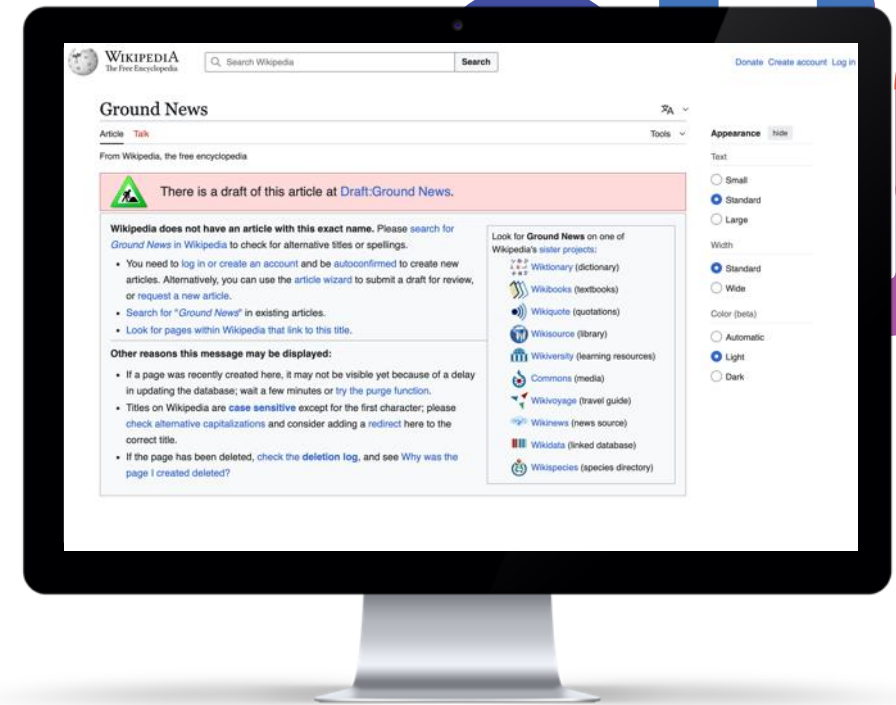 WIKIPEDIA
The Free Encyclopedia
Search Wikipedia
Search
Donate Create account Log in
Ground News
Article Talk
Tools
From Wikipedia, the free encyclopedia
There is a draft of this article at Draft:Ground News.
Wikipedia does not have an article with this exact name. Please search for
Ground News in Wikipedia to check for alternative titles or spellings.
• You need to log in or create an account and be autoconfirmed to create new
articles. Alternatively, you can use the article wizard to submit a draft for review,
or request a new article.
• Search for "Ground News" in existing articles.
• Look for pages within Wikipedia that link to this title.
Other reasons this message may be displayed:
• If a page was recently created here, it may not be visible yet because of a delay
in updating the database; wait a few minutes or try the purge function.
• Titles on Wikipedia are case sensitive except for the first character; please
check alternative capitalizations and consider adding a redirect here to the
correct title.
• If the page has been deleted, check the deletion log, and see Why was the
page I created deleted?
Look for Ground News on one of
Wikipedia's sister projects:
Wiktionary (dictionary)
Wikibooks (textbooks)
Wikiquote (quotations)
Wikisource (library)
Wikiversity (learning resources)
Commons (media)
Wikivoyage (travel guide)
Wikinews (news source)
Wikidata (linked database)
Wikispecies (species directory)
Appearance hide
Text
Small
Standard
Large
Width
Standard
Wide
Color (beta)
Automatic
Light
Dark